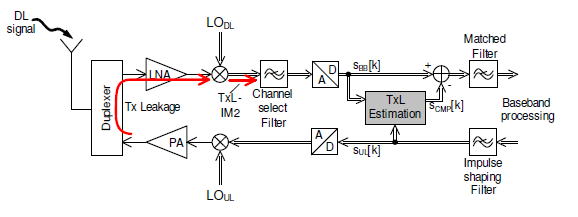 DL
signal
LO_DL
LNA
Duplexer
Tx Leakage
TxL-
IM2
Channel
select
Filter
A
D
s_BB[k]
+
-
Matched
Filter
TxL
Estimation
s_CMP[k]
Baseband
processing
PA
A
D
s_UL[k]
Impulse
shaping
Filter
LO_UL